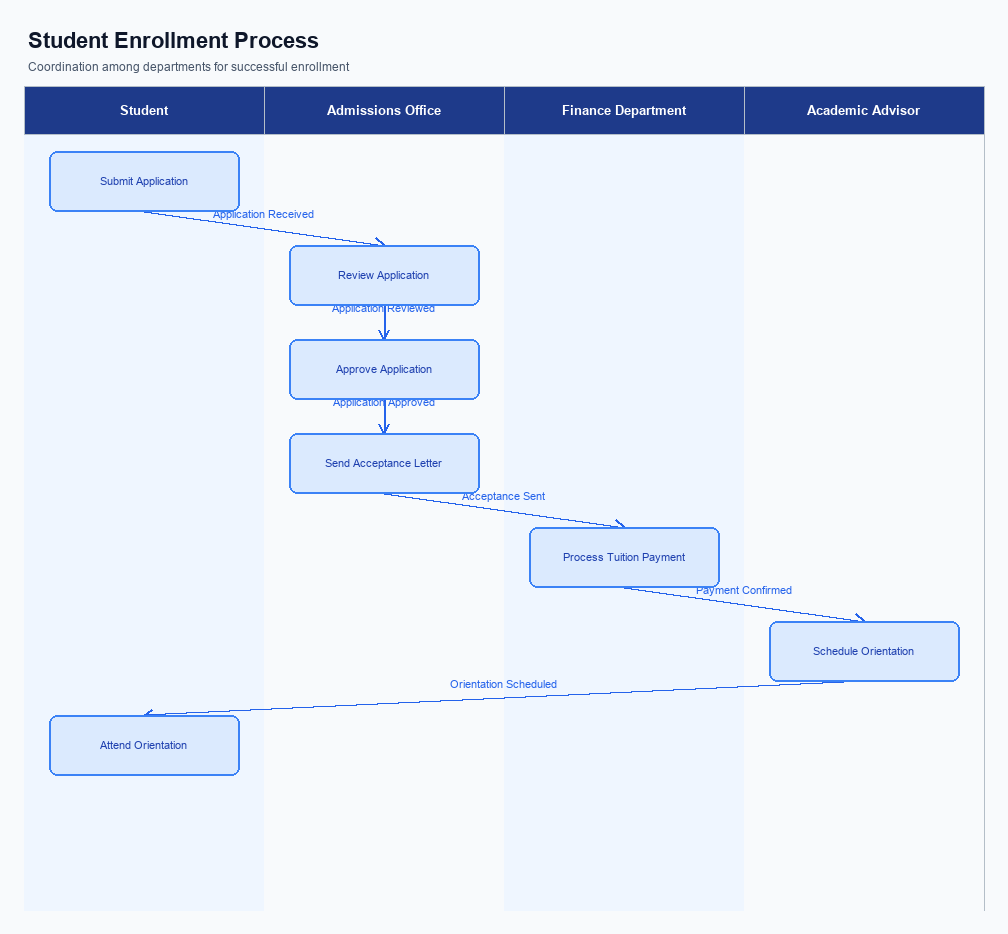 Student Enrollment Process
Coordination among departments for successful enrollment
Student
Admissions Office
Finance Department
Academic Advisor
Submit Application
Application Received
Review Application
Application Reviewed
Approve Application
Application Approved
Send Acceptance Letter
Acceptance Sent
Process Tuition Payment
Payment Confirmed
Schedule Orientation
Orientation Scheduled
Attend Orientation